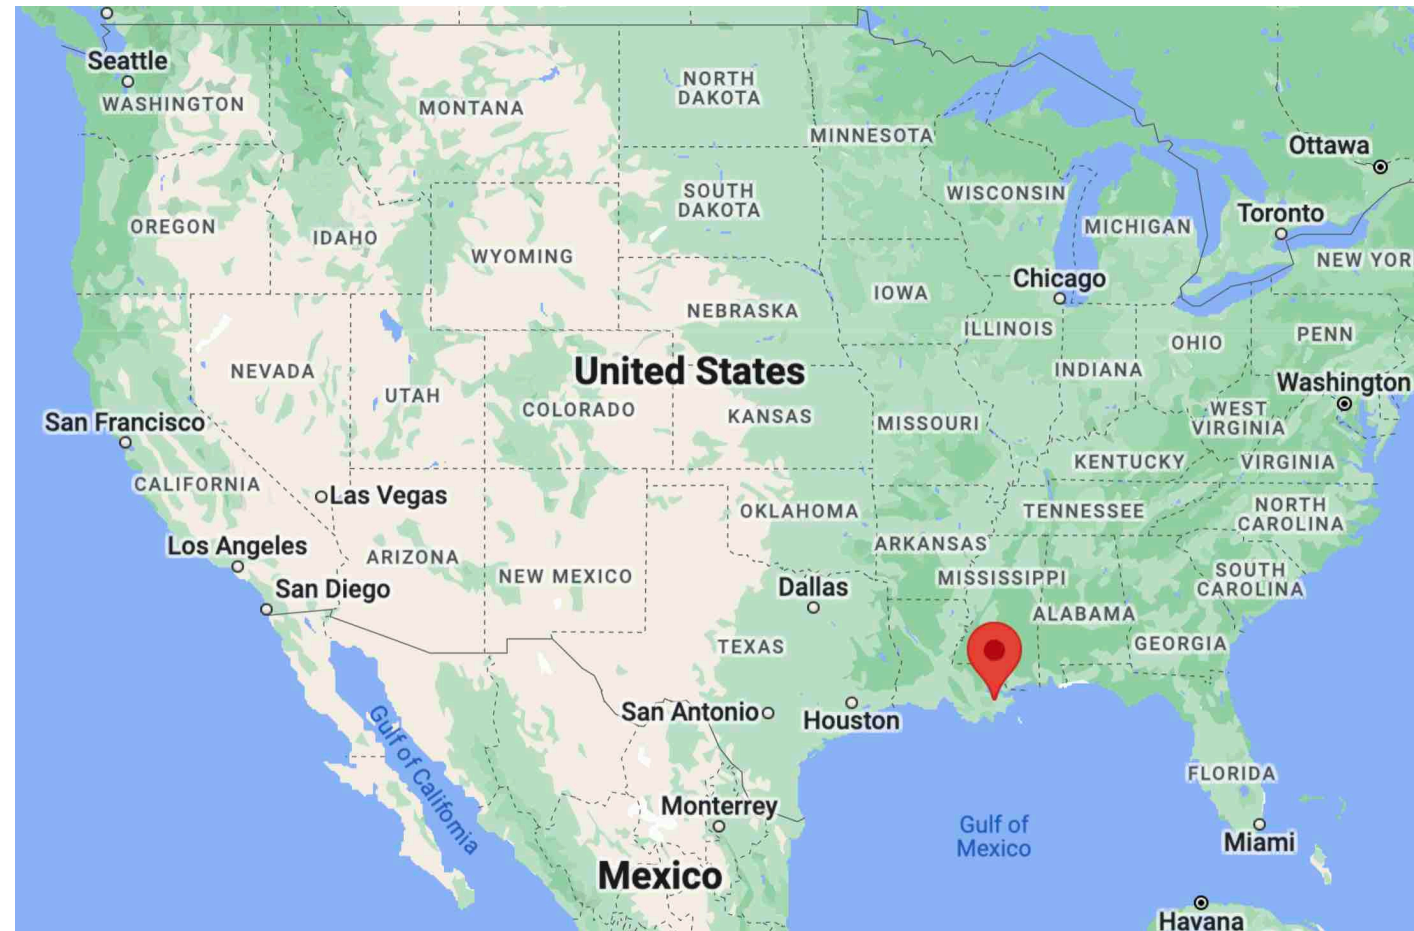 Seattle
WASHINGTON
MONTANA
NORTH
DAKOTA
MINNESOTA
Ottawa
SOUTH
DAKOTA
WISCONSIN
MICHIGAN
Toronto
OREGON
IDAHO
WYOMING
NEW YOR
Chicago
IOWA
NEBRASKA
ILLINOIS
OHIO
PENN
United States
NEVADA
UTAH
COLORADO
KANSAS
INDIANA
Washington
San Francisco
MISSOURI
WEST
VIRGINIA
CALIFORNIA
Las Vegas
KENTUCKY
VIRGINIA
OKLAHOMA
TENNESSEE
NORTH
CAROLINA
Los Angeles
ARIZONA
NEW MEXICO
ARKANSAS
San Diego
Dallas
MISSISSIPPI
SOUTH
CAROLINA
ALABAMA
TEXAS
GEORGIA
San Antonio
Houston
Gulf of California
FLORIDA
Monterrey
Gulf of
Mexico
Miami
Mexico
Havana